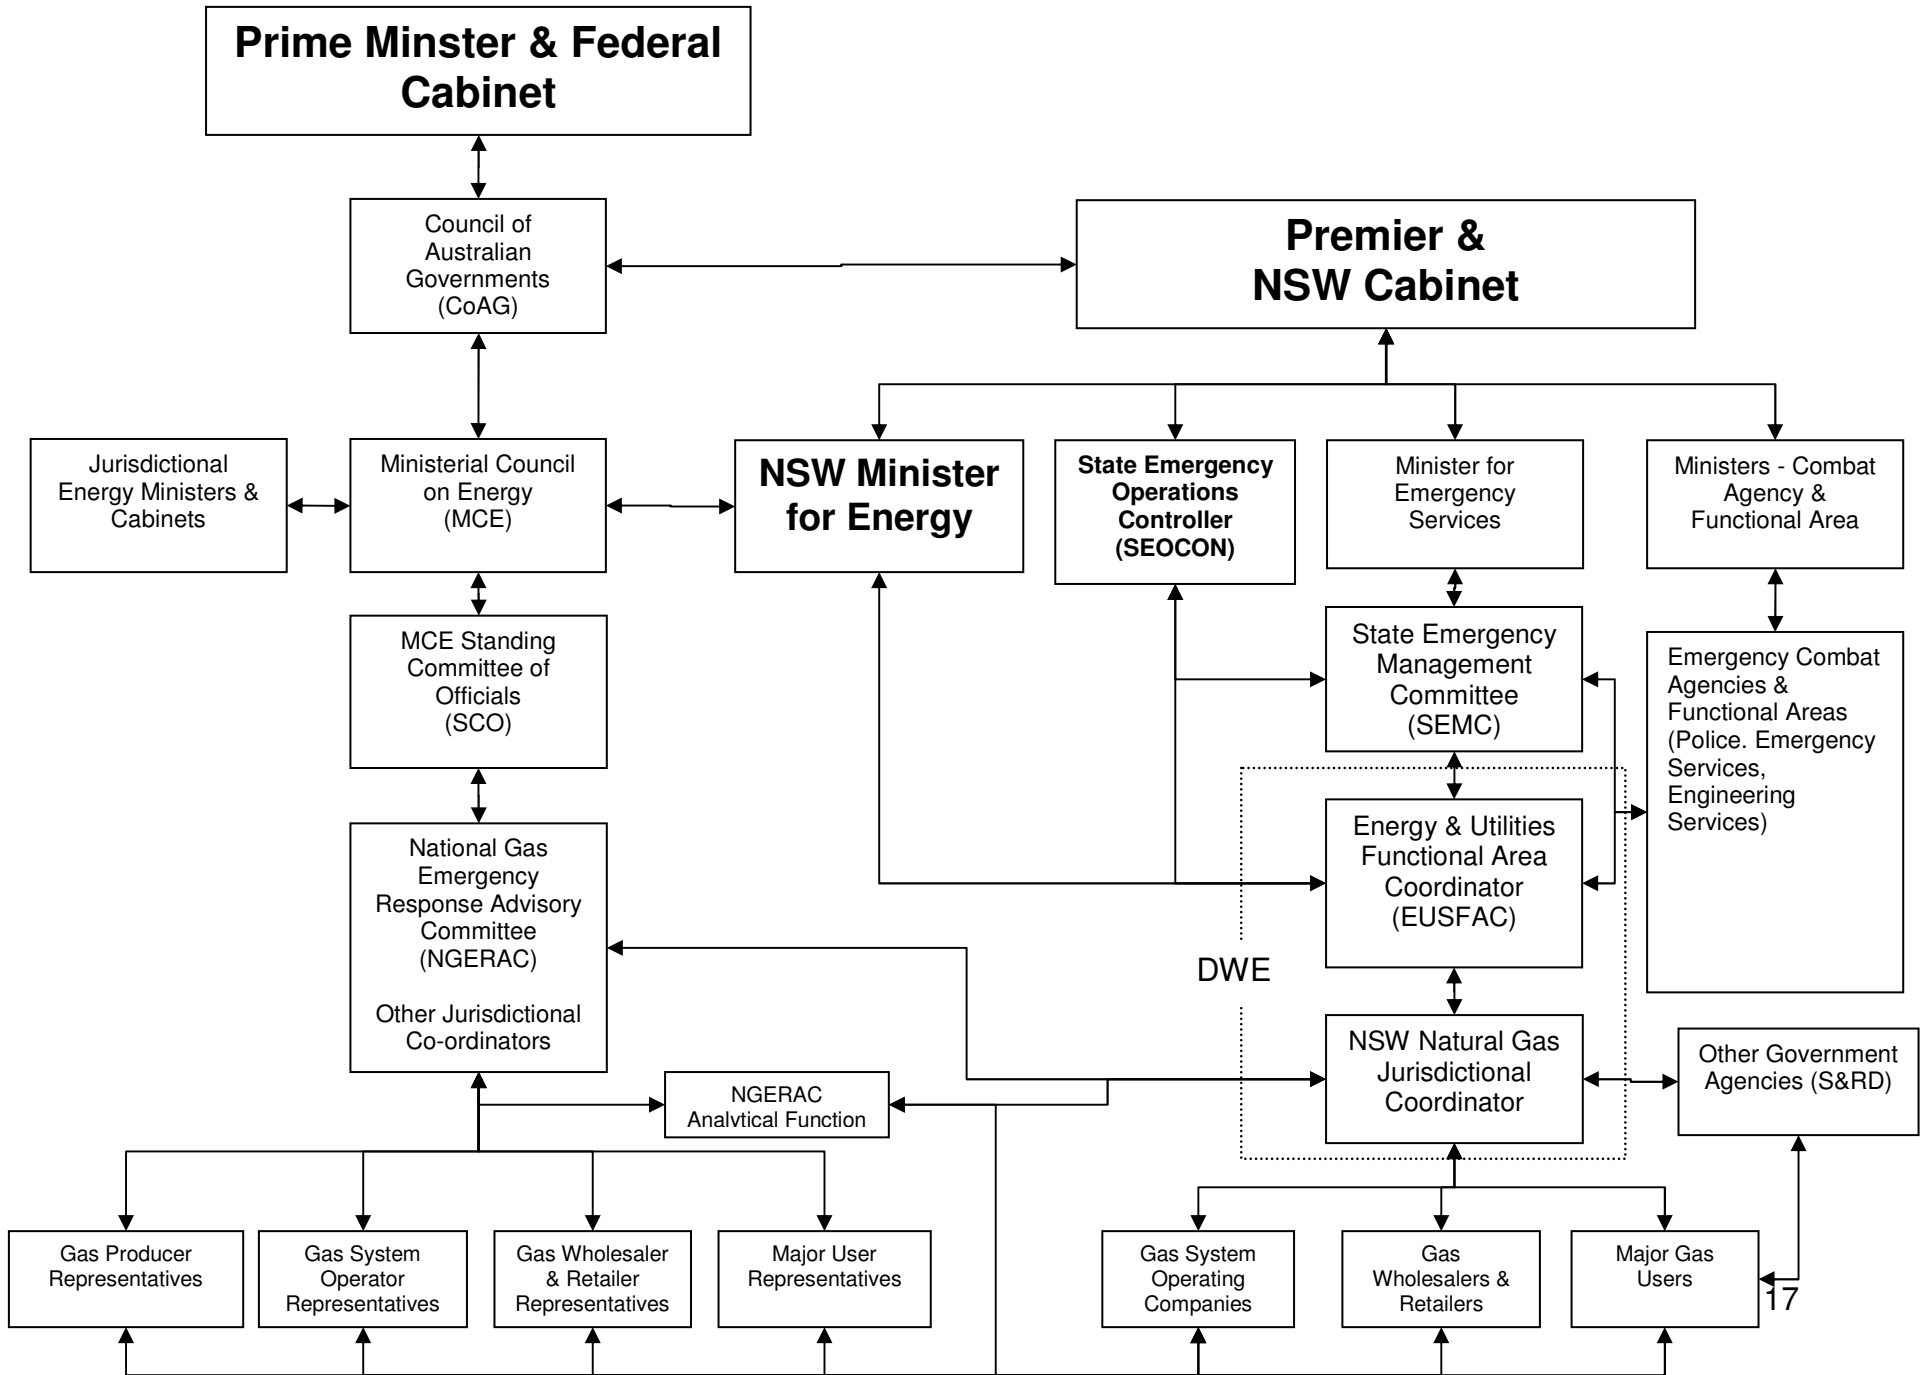 Prime Minster & Federal
Cabinet
Council of
Australian
Governments
(CoAG)
Premier &
NSW Cabinet
Jurisdictional
Energy Ministers &
Cabinets
Ministerial Council
on Energy
(MCE)
NSW Minister
for Energy
State Emergency
Operations
Controller
(SEOCON)
Minister for
Emergency
Services
Ministers - Combat
Agency &
Functional Area
MCE Standing
Committee of
Officials
(SCO)
State Emergency
Management
Committee
(SEMC)
Emergency Combat
Agencies &
Functional Areas
(Police. Emergency
Services,
Engineering
Services)
National Gas
Emergency
Response Advisory
Committee
(NGERAC)
Other Jurisdictional
Co-ordinators
Energy & Utilities
Functional Area
Coordinator
(EUSFAC)
DWE
NSW Natural Gas
Jurisdictional
Coordinator
Other Government
Agencies (S&RD)
NGERAC
Analytical Function
Gas Producer
Representatives
Gas System
Operator
Representatives
Gas Wholesaler
& Retailer
Representatives
Major User
Representatives
Gas System
Operating
Companies
Gas
Wholesalers &
Retailers
Major Gas
Users
17